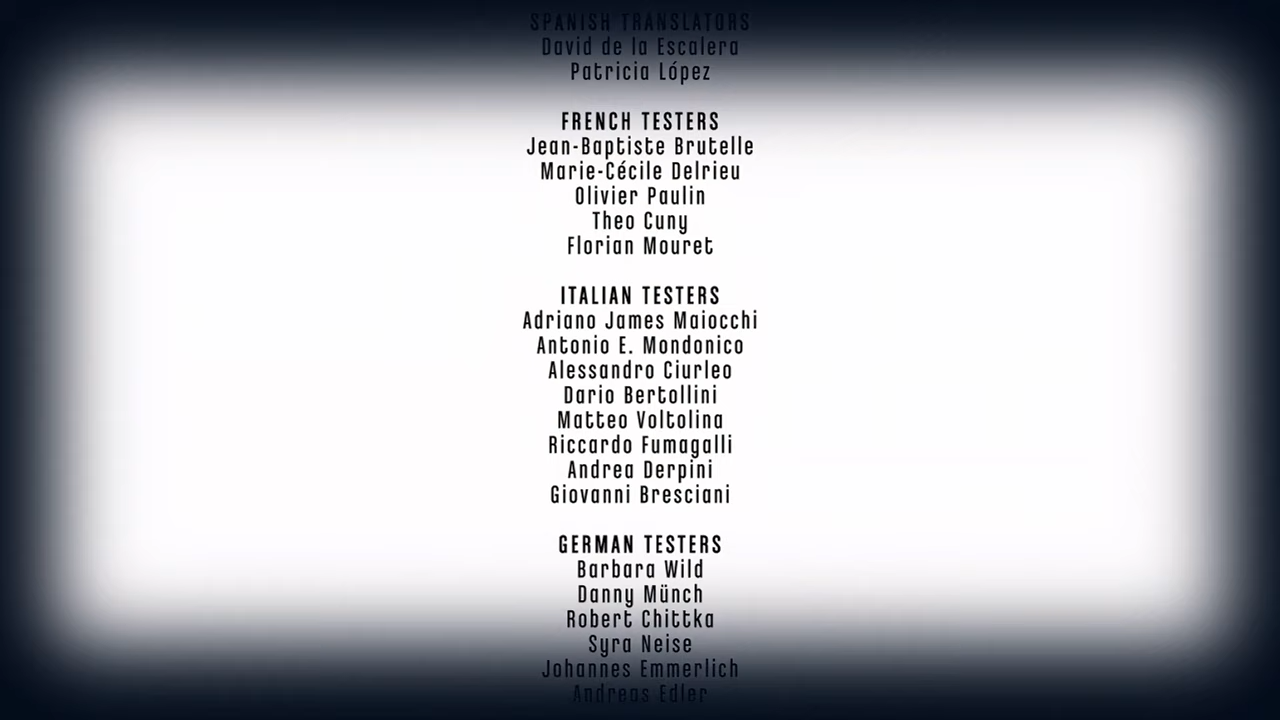 SPANISH TRANSLATORS
David de la Escalera
Patricia López
FRENCH TESTERS
Jean-Baptiste Brutelle
Marie-Cécile Delrieu
Olivier Paulin
Theo Cuny
Florian Mouret
ITALIAN TESTERS
Adriano James Maiocchi
Antonio E. Mondonico
Alessandro Ciurleo
Dario Bertollini
Matteo Voltolina
Riccardo Fumagalli
Andrea Derpini
Giovanni Bresciani
GERMAN TESTERS
Barbara Wild
Danny Münch
Robert Chittka
Syra Neise
Johannes Emmerlich
Andreas Edler